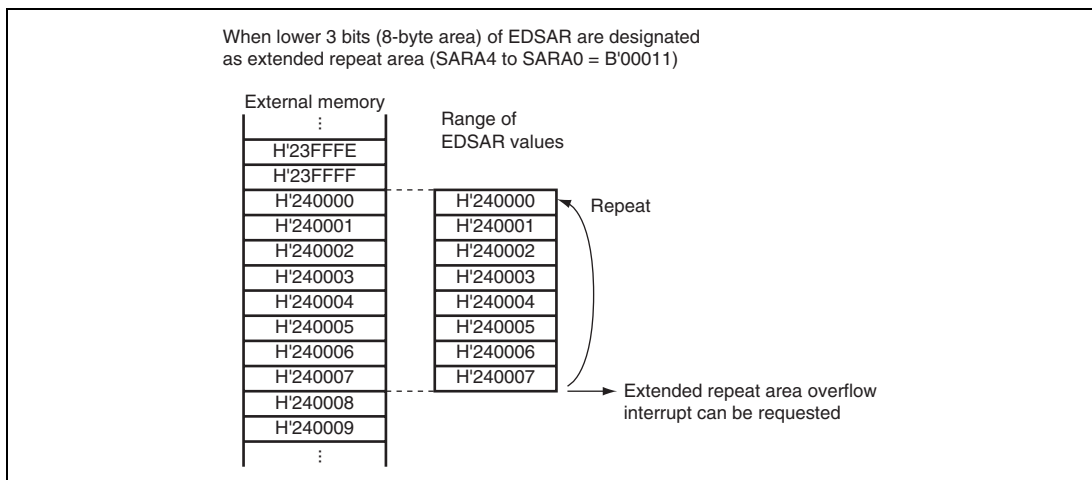 When lower 3 bits (8-byte area) of EDSAR are designated
as extended repeat area (SARA4 to SARA0 = B'00011)
External memory
⋮
H'23FFFE
H'23FFFF
H'240000
H'240001
H'240002
H'240003
H'240004
H'240005
H'240006
H'240007
H'240008
H'240009
⋮
Range of
EDSAR values
H'240000
H'240001
H'240002
H'240003
H'240004
H'240005
H'240006
H'240007
Repeat
Extended repeat area overflow
interrupt can be requested